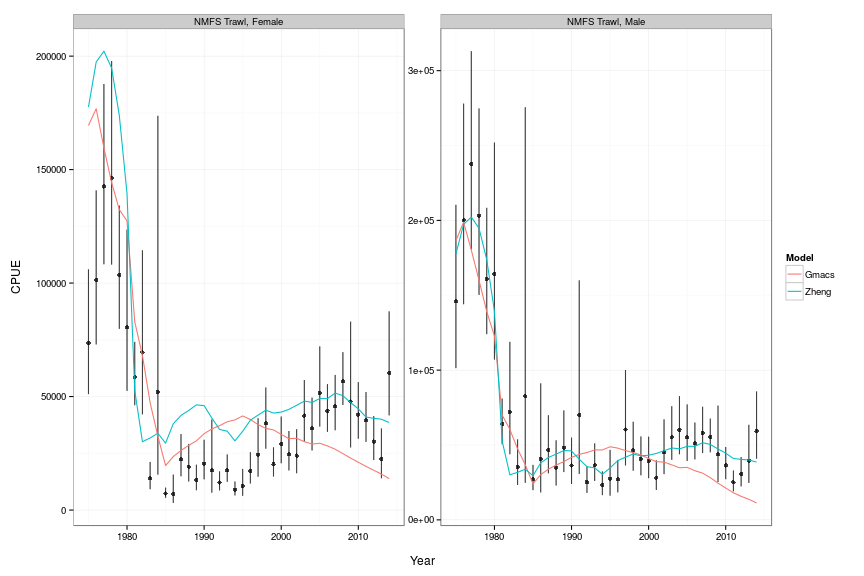 NMFS Trawl, Female
NMFS Trawl, Male
CPUE
200000
150000
100000
50000
0
3e+05
2e+05
1e+05
0e+00
1980
1990
2000
2010
1980
1990
2000
2010
Year
Model
Gmacs
Zheng